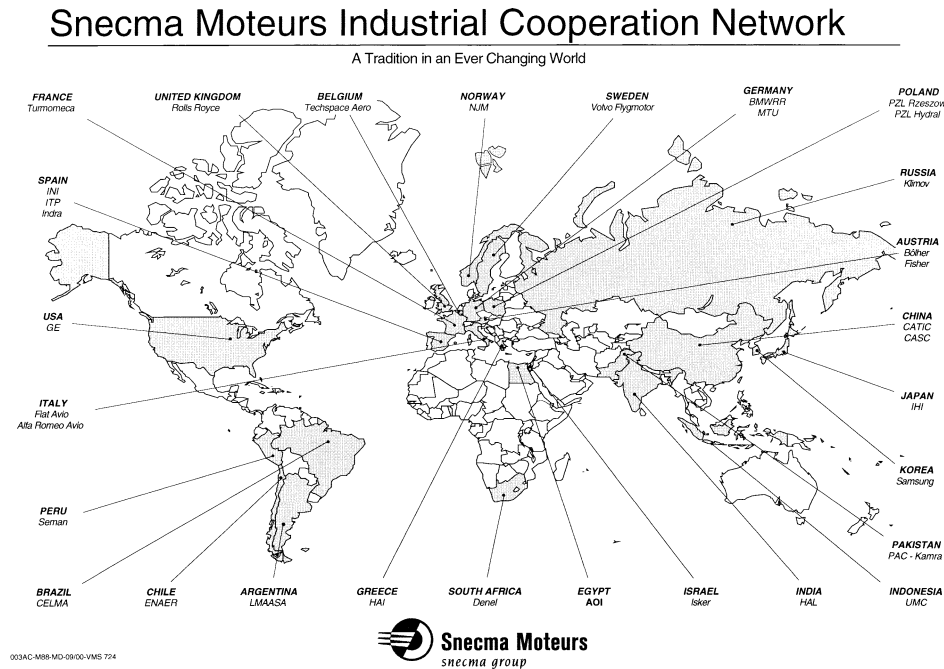 Snecma Moteurs Industrial Cooperation Network
A Tradition in an Ever Changing World
FRANCE
Turmomeca
UNITED KINGDOM
Rolls Royce
BELGIUM
Techspace Aero
NORWAY
NJM
SWEDEN
Volvo Flygmotor
GERMANY
BMWRR
MTU
POLAND
PZL Rzeszow
PZL Hydral
SPAIN
INI
ITP
Indra
RUSSIA
Klimov
AUSTRIA
Bölher
Fisher
USA
GE
CHINA
CATIC
CASC
ITALY
Fiat Avio
Alfa Romeo Avio
JAPAN
IHI
KOREA
Samsung
PERU
Seman
PAKISTAN
PAC - Kamra
BRAZIL
CELMA
CHILE
ENAER
ARGENTINA
LMAASA
GREECE
HAI
SOUTH AFRICA
Denel
EGYPT
AOI
ISRAEL
Isker
INDIA
HAL
INDONESIA
UMC
Snecma Moteurs
snecma group
003AC-M88-MD-09/00-VMS 724